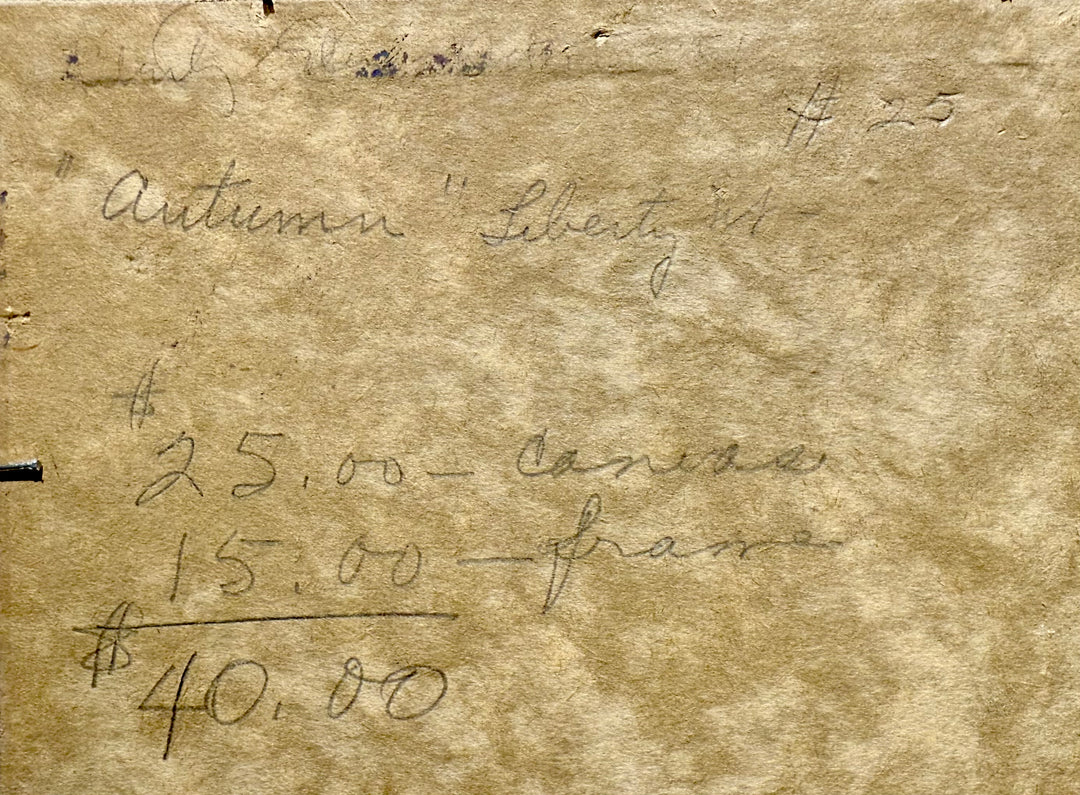 $ 25
"Autumn" Liberty
$
25.00 – Canvas
15.00 – frame
$ 40.00